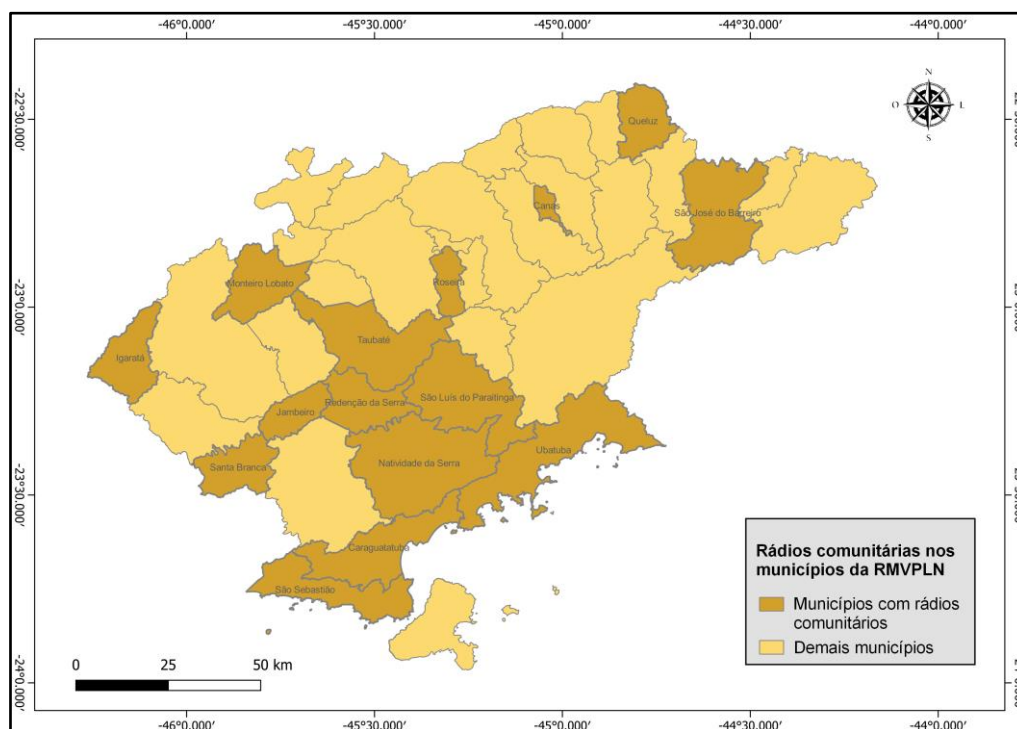 -46°0.000' -45°30.000' -45°0.000' -44°30.000' -44°0.000'
-22°30.000'
-23°0.000'
-23°30.000'
-24°0.000'
N
O L
S
Queluz
Canas
São José do Barreiro
Monteiro Lobato
Roseira
Taubaté
Igaratá
Redenção da Serra
São Luís do Paraitinga
Jambeiro
Ubatuba
Santa Branca
Natividade da Serra
Caraguatatuba
São Sebastião
Rádios comunitárias nos
municípios da RMVPLN
Municípios com rádios
comunitários
Demais municípios
0 25 50 km
-46°0.000' -45°30.000' -45°0.000' -44°30.000' -44°0.000'